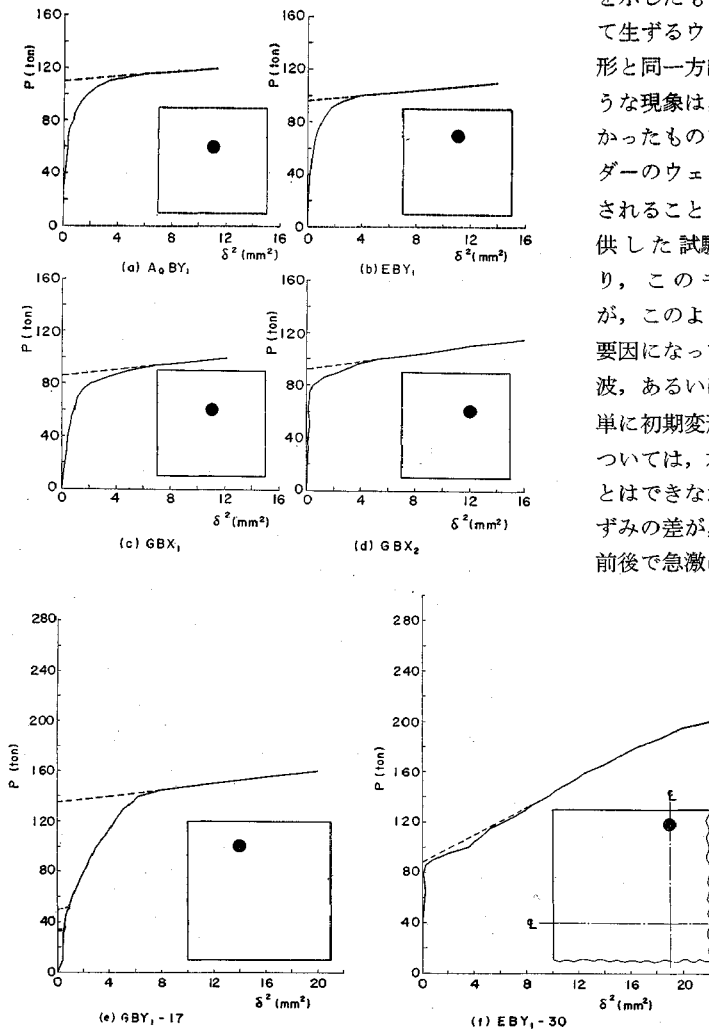 160
120
80
40
0
P (ton)
0 4 8 12 16
δ² (mm²)
(a) A₀BY₁
160
120
80
40
0
P (ton)
0 4 8 12 16
δ² (mm²)
(b) EBY₁
160
120
80
40
0
P (ton)
0 4 8 12 16
δ² (mm²)
(c) GBX₁
160
120
80
40
0
P (ton)
0 4 8 12 16
δ² (mm²)
(d) GBX₂
280
240
200
160
120
80
40
0
P (ton)
0 4 8 12 16 20
δ² (mm²)
(e) GBY₁-17
280
240
200
160
120
80
40
0
P (ton)
℄
℄
0 4 8 12 16 20
δ² (mm²)
(f) EBY₁-30
て生ずるウ
形と同一方
うな現象は
かったもの
ダーのウェ
されること
供した試験
り，この
が，このよ
要因になっ
波，あるい
単に初期変
ついては，
とはできな
ずみの差が
前後で急激